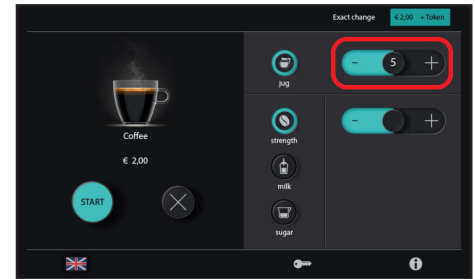 Exact change
€ 2,00 + Token
- 5 +
jug
Coffee
€ 2,00
- +
strength
milk
START
sugar